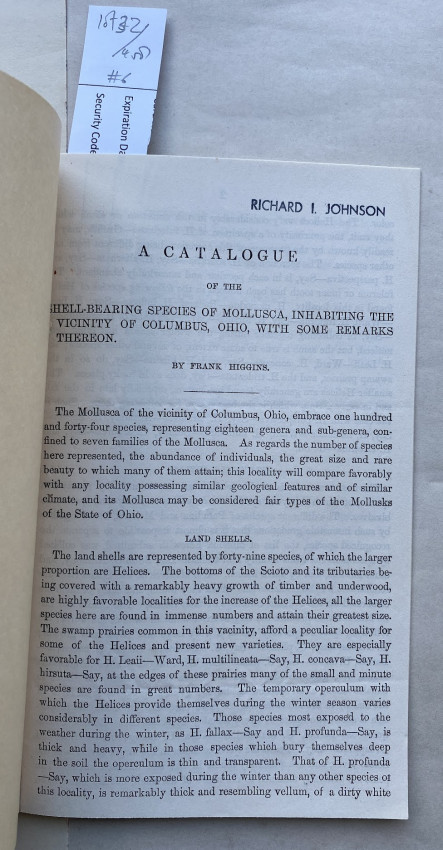 #6
Expiration Da
Security Code
RICHARD I. JOHNSON
A CATALOGUE
OF THE
SHELL-BEARING SPECIES OF MOLLUSCA, INHABITING THE
VICINITY OF COLUMBUS, OHIO, WITH SOME REMARKS
THEREON.
BY FRANK HIGGINS.
The Mollusca of the vicinity of Columbus, Ohio, embrace one hundred
and forty-four species, representing eighteen genera and sub-genera, con-
fined to seven families of the Mollusca. As regards the number of species
here represented, the abundance of individuals, the great size and rare
beauty to which many of them attain; this locality will compare favorably
with any locality possessing similar geological features and of similar
climate, and its Mollusca may be considered fair types of the Mollusks
of the State of Ohio.
LAND SHELLS.
The land shells are represented by forty-nine species, of which the larger
proportion are Helices. The bottoms of the Scioto and its tributaries be-
ing covered with a remarkably heavy growth of timber and underwood,
are highly favorable localities for the increase of the Helices, all the larger
species here are found in immense numbers and attain their greatest size.
The swamp prairies common in this vacinity, afford a peculiar locality for
some of the Helices and present new varieties. They are especially
favorable for H. Leaii—Ward, H. multilineata—Say, H. concava—Say, H.
hirsuta—Say, at the edges of these prairies many of the small and minute
species are found in great numbers. The temporary operculum with
which the Helices provide themselves during the winter season varies
considerably in different species. Those species most exposed to the
weather during the winter, as H. fallax—Say and H. profunda—Say, is
thick and heavy, while in those species which bury themselves deep
in the soil the operculum is thin and transparent. That of H. profunda
—Say, which is more exposed during the winter than any other species of
this locality, is remarkably thick and resembling vellum, of a dirty white